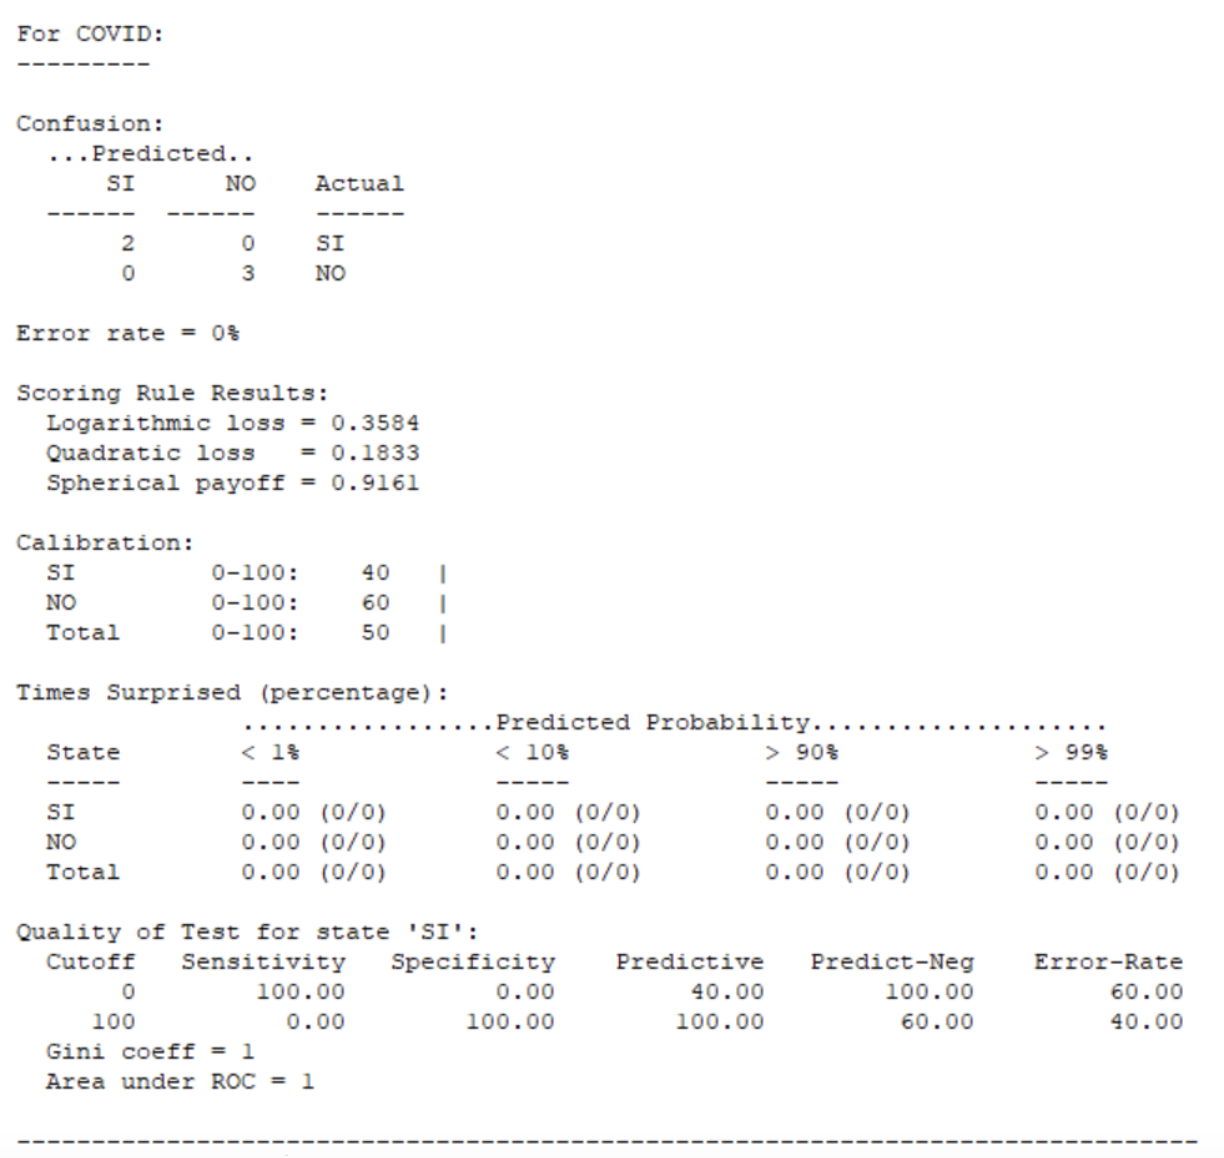 For COVID:
---------
Confusion:
...Predicted..
SI NO Actual
------ ------ ------
2 0 SI
0 3 NO
Error rate = 0%
Scoring Rule Results:
Logarithmic loss = 0.3584
Quadratic loss = 0.1833
Spherical payoff = 0.9161
Calibration:
SI 0-100: 40 |
NO 0-100: 60 |
Total 0-100: 50 |
Times Surprised (percentage):
.................Predicted Probability....................
State < 1% < 10% > 90% > 99%
----- ---- ----- ----- -----
SI 0.00 (0/0) 0.00 (0/0) 0.00 (0/0) 0.00 (0/0)
NO 0.00 (0/0) 0.00 (0/0) 0.00 (0/0) 0.00 (0/0)
Total 0.00 (0/0) 0.00 (0/0) 0.00 (0/0) 0.00 (0/0)
Quality of Test for state 'SI':
Cutoff Sensitivity Specificity Predictive Predict-Neg Error-Rate
0 100.00 0.00 40.00 100.00 60.00
100 0.00 100.00 100.00 60.00 40.00
Gini coeff = 1
Area under ROC = 1
-------------------------------------------------------------------------------